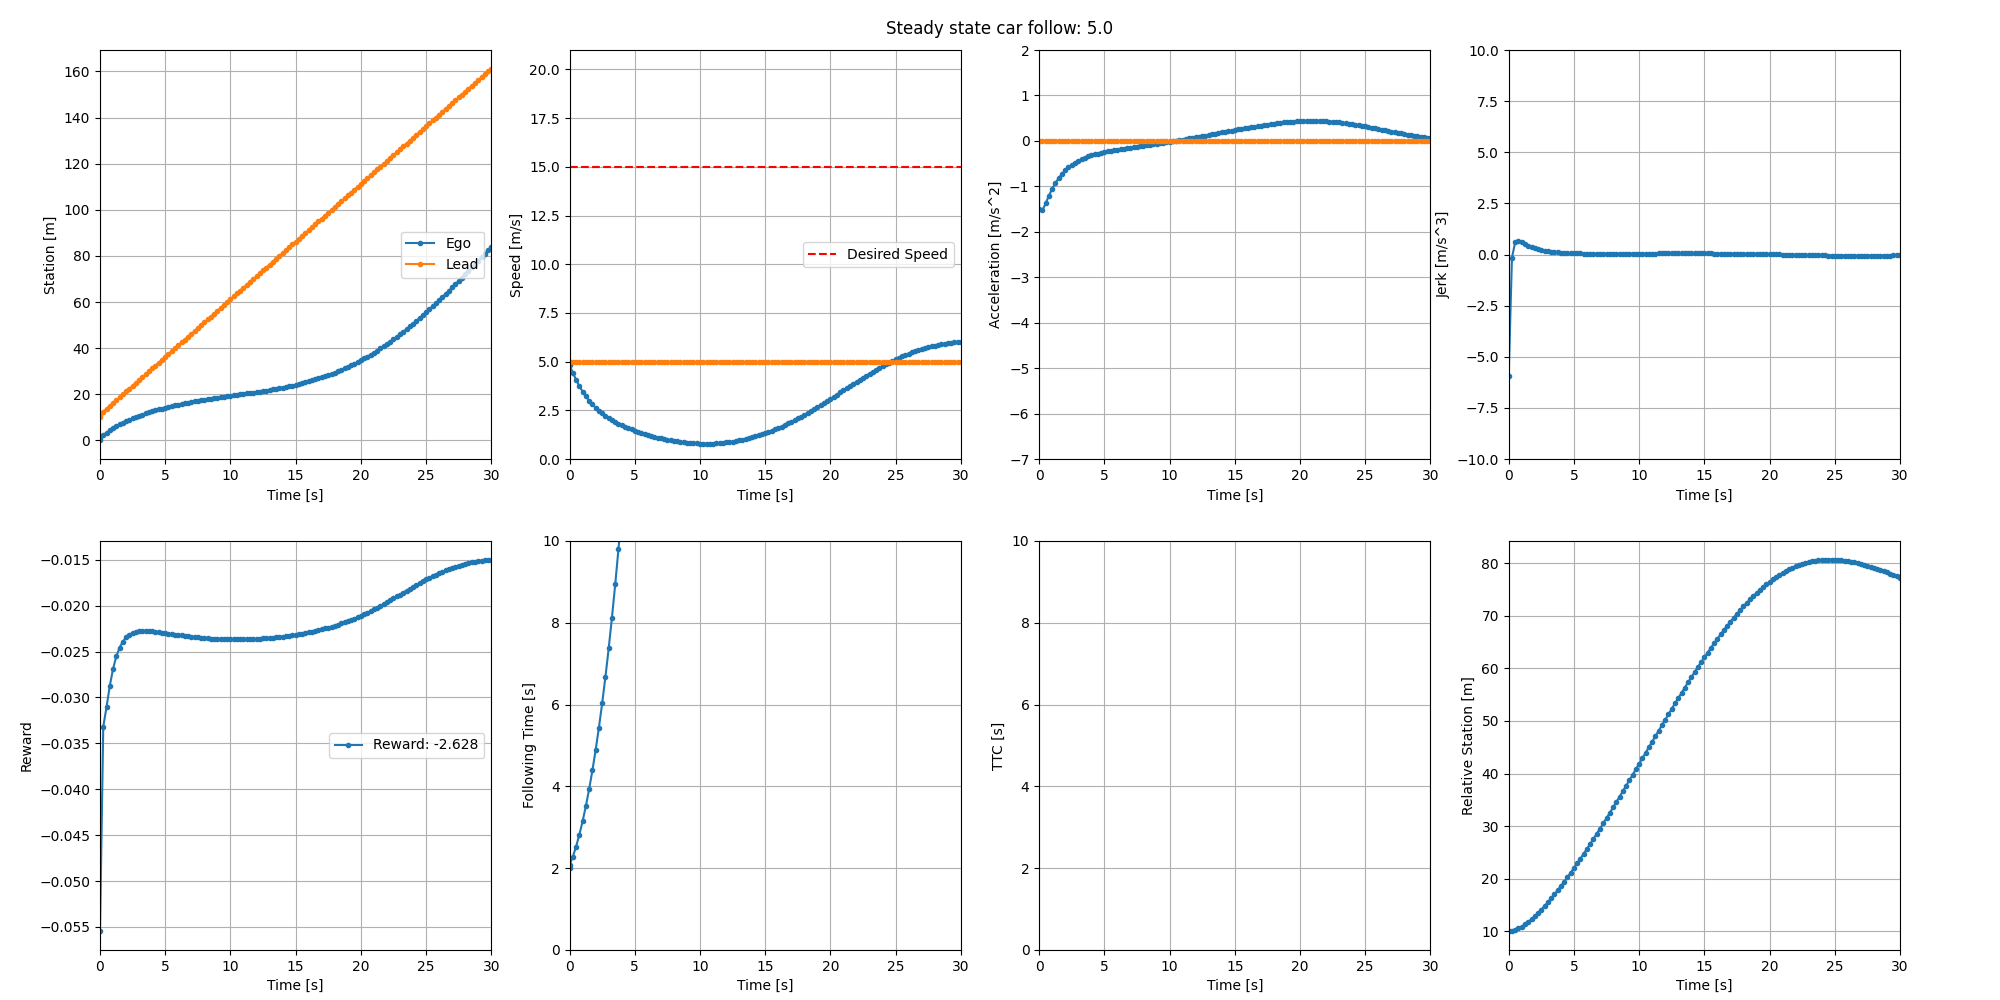 Steady state car follow: 5.0
Station [m]
160
140
120
100
80
60
40
20
0
Ego
Lead
0 5 10 15 20 25 30
Time [s]
Speed [m/s]
20.0
17.5
15.0
12.5
10.0
7.5
5.0
2.5
0.0
Desired Speed
0 5 10 15 20 25 30
Time [s]
Acceleration [m/s^2]
2
1
0
−1
−2
−3
−4
−5
−6
−7
0 5 10 15 20 25 30
Time [s]
Jerk [m/s^3]
10.0
7.5
5.0
2.5
0.0
−2.5
−5.0
−7.5
−10.0
0 5 10 15 20 25 30
Time [s]
Reward
−0.015
−0.020
−0.025
−0.030
−0.035
−0.040
−0.045
−0.050
−0.055
Reward: -2.628
0 5 10 15 20 25 30
Time [s]
Following Time [s]
10
8
6
4
2
0
0 5 10 15 20 25 30
Time [s]
TTC [s]
10
8
6
4
2
0
0 5 10 15 20 25 30
Time [s]
Relative Station [m]
80
70
60
50
40
30
20
10
0 5 10 15 20 25 30
Time [s]